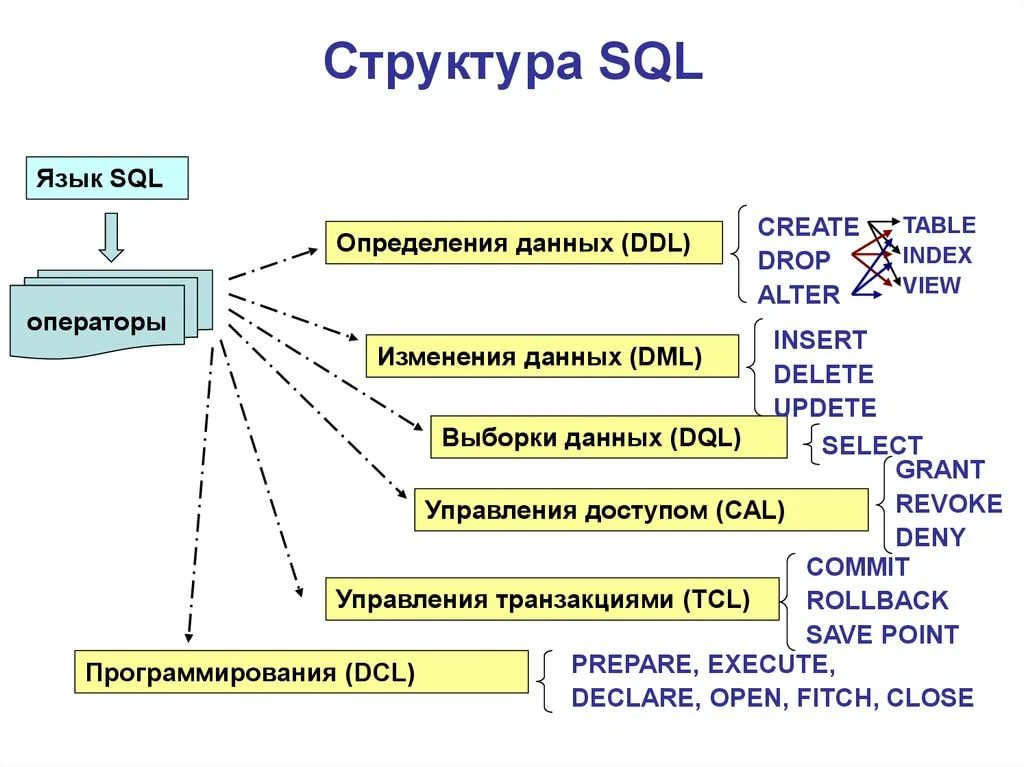 Структура SQL
Язык SQL
операторы
Определения данных (DDL)
CREATE
DROP
ALTER
TABLE
INDEX
VIEW
Изменения данных (DML)
INSERT
DELETE
UPDETE
Выборки данных (DQL)
SELECT
Управления доступом (CAL)
GRANT
REVOKE
DENY
Управления транзакциями (TCL)
COMMIT
ROLLBACK
SAVE POINT
Программирования (DCL)
PREPARE, EXECUTE,
DECLARE, OPEN, FITCH, CLOSE